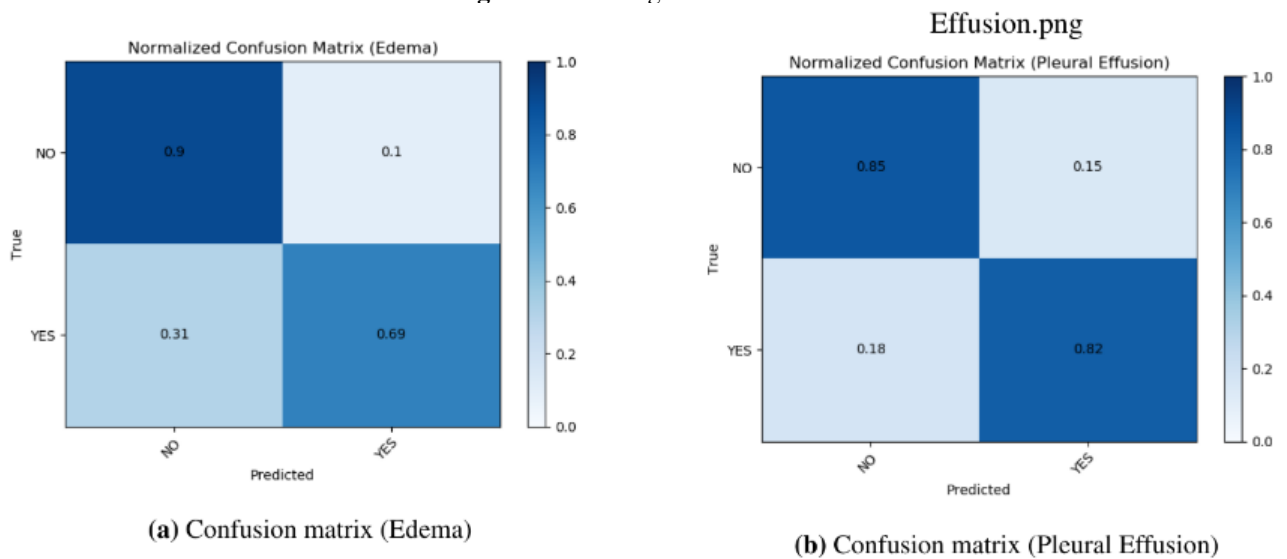 Effusion.png
Normalized Confusion Matrix (Edema)
NO
0.9
0.1
True
YES
0.31
0.69
NO
YES
Predicted
1.0
0.8
0.6
0.4
0.2
0.0
(a) Confusion matrix (Edema)
Normalized Confusion Matrix (Pleural Effusion)
NO
0.85
0.15
True
YES
0.18
0.82
NO
YES
Predicted
1.0
0.8
0.6
0.4
0.2
0.0
(b) Confusion matrix (Pleural Effusion)